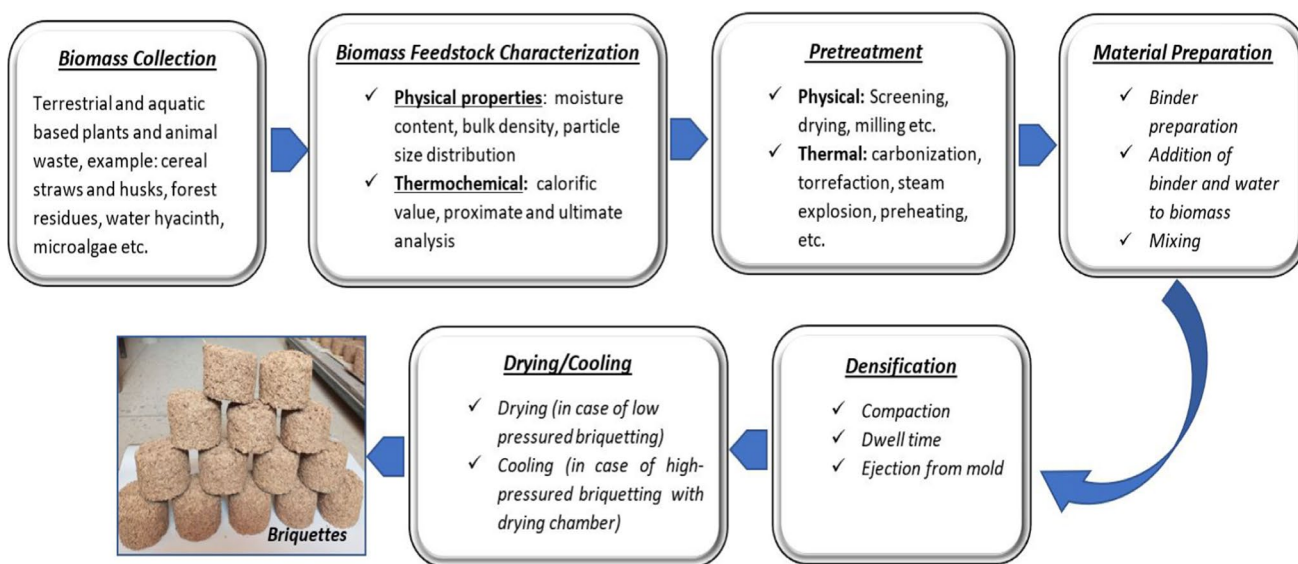 Biomass Collection
Terrestrial and aquatic
based plants and animal
waste, example: cereal
straws and husks, forest
residues, water hyacinth,
microalgae etc.
Biomass Feedstock Characterization
✓ Physical properties: moisture
content, bulk density, particle
size distribution
✓ Thermochemical: calorific
value, proximate and ultimate
analysis
Pretreatment
✓ Physical: Screening,
drying, milling etc.
✓ Thermal: carbonization,
torrefaction, steam
explosion, preheating,
etc.
Material Preparation
✓ Binder
preparation
✓ Addition of
binder and water
to biomass
✓ Mixing
Densification
✓ Compaction
✓ Dwell time
✓ Ejection from mold
Drying/Cooling
✓ Drying (in case of low
pressured briquetting)
✓ Cooling (in case of high-
pressured briquetting with
drying chamber)
Briquettes